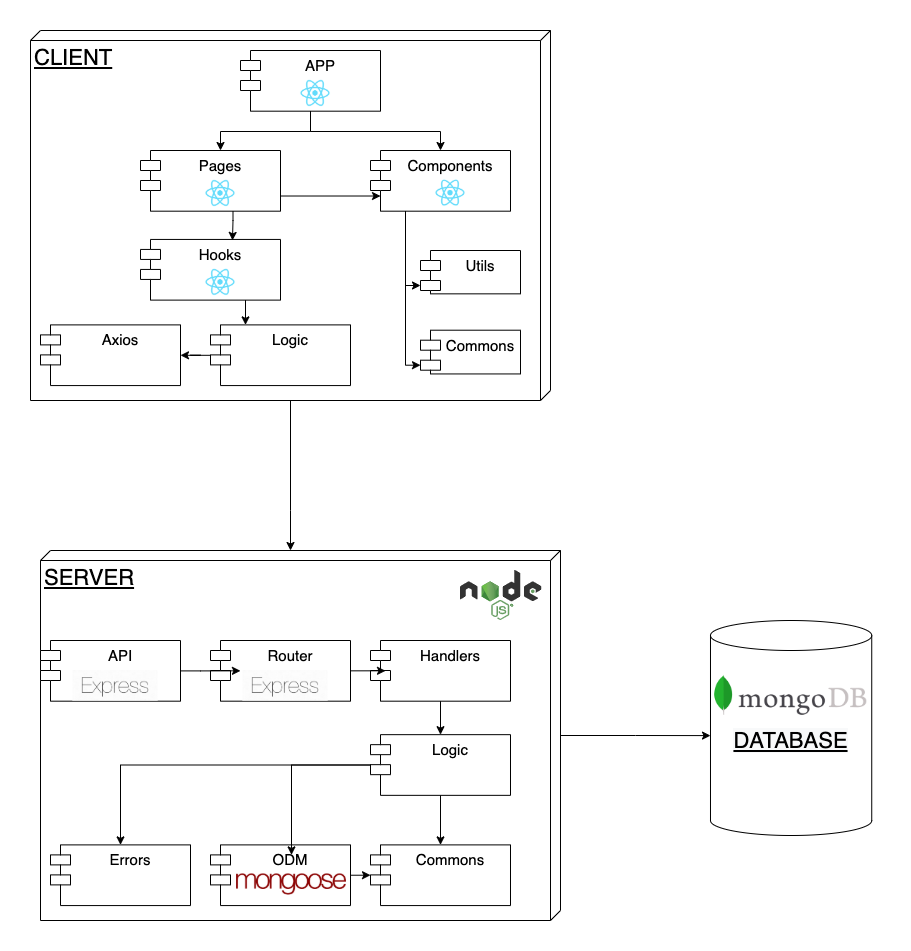 CLIENT
APP
Pages
Components
Hooks
Utils
Axios
Logic
Commons
SERVER
node
JS
API
Router
Handlers
Express
Express
Logic
mongoDB
DATABASE
Errors
ODM
Commons
mongoose